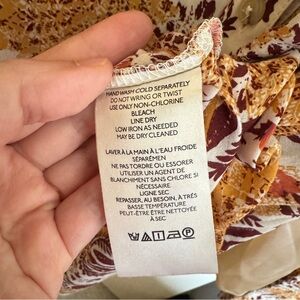 HAND WASH COLD SEPARATELY
DO NOT WRING OR TWIST
USE ONLY NON-CHLORINE
BLEACH
LINE DRY
LOW IRON AS NEEDED
MAY BE DRY CLEANED
LAVER À LA MAIN À L'EAU FROIDE
SÉPARÉMEN
NE PAS TORDRE OU ESSORER
UTILISER UN AGENT DE
BLANCHIMENT SANS CHLORE SI
NÉCESSAIRE
LIGNE SEC
REPASSER, AU BESOIN, À TRÈS
BASSE TEMPÉRATURE
PEUT-ÊTRE ÊTRE NETTOYÉE
À SEC